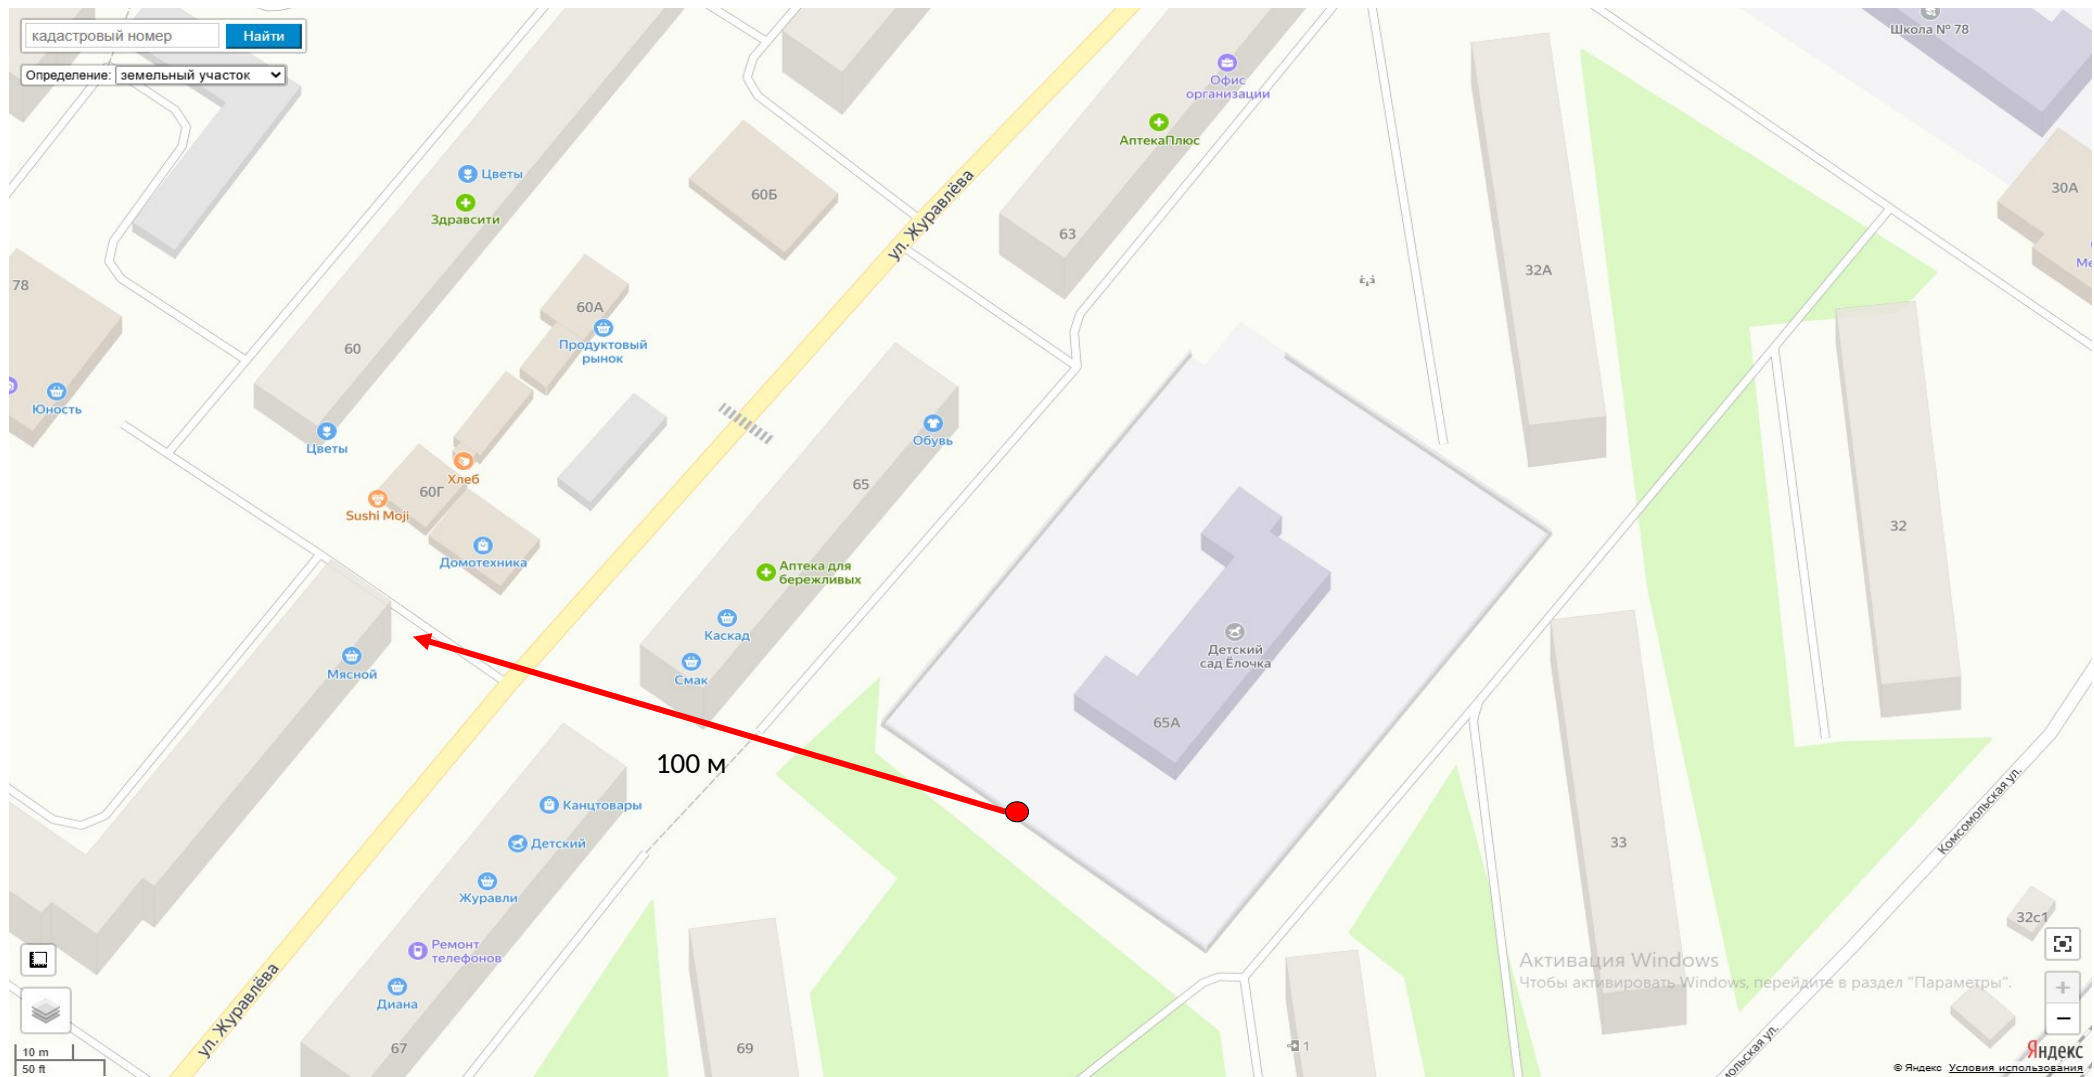 кадастровый номер
Найти
Определение: земельный участок
Школа № 78
Офис
организации
АптекаПлюс
Цветы
Здравсити
60Б
30А
ул. Журавлёва
63
32А
78
60А
Продуктовый
рынок
60
Юность
Цветы
Обувь
Хлеб
60Г
Sushi Moji
65
32
Домотехника
Аптека для
бережливых
Каскад
Смак
Мясной
Детский
сад Ёлочка
65А
100 м
Канцтовары
Детский
Журавли
33
Комсомольская ул.
32с1
Ремонт
телефонов
Активация Windows
Чтобы активировать Windows, перейдите в раздел "Параметры".
Диана
ул. Журавлёва
67
69
1
10 m
50 ft
Яндекс
© Яндекс Условия использования